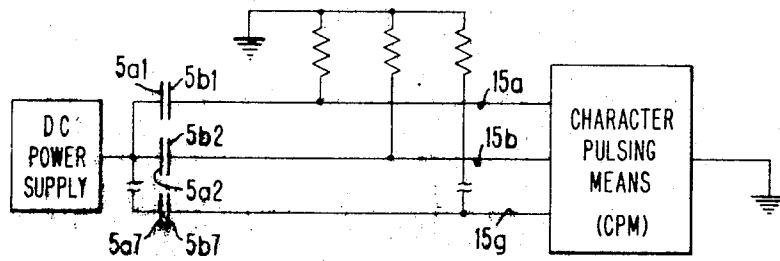 5a1
5b1
15a
DC
POWER
SUPPLY
5b2
15b
5a2
5a7
5b7
15g
CHARACTER
PULSING
MEANS
(CPM)